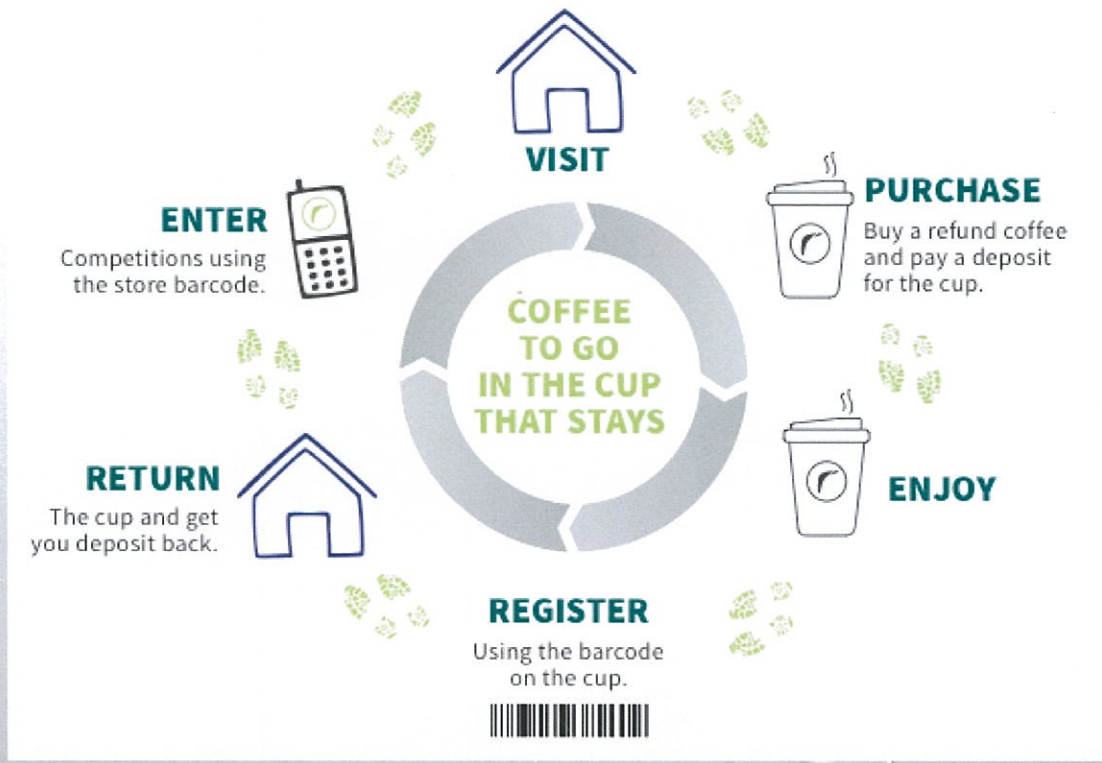 VISIT
PURCHASE
Buy a refund coffee
and pay a deposit
for the cup.
ENJOY
REGISTER
Using the barcode
on the cup.
RETURN
The cup and get
you deposit back.
ENTER
Competitions using
the store barcode.
COFFEE
TO GO
IN THE CUP
THAT STAYS